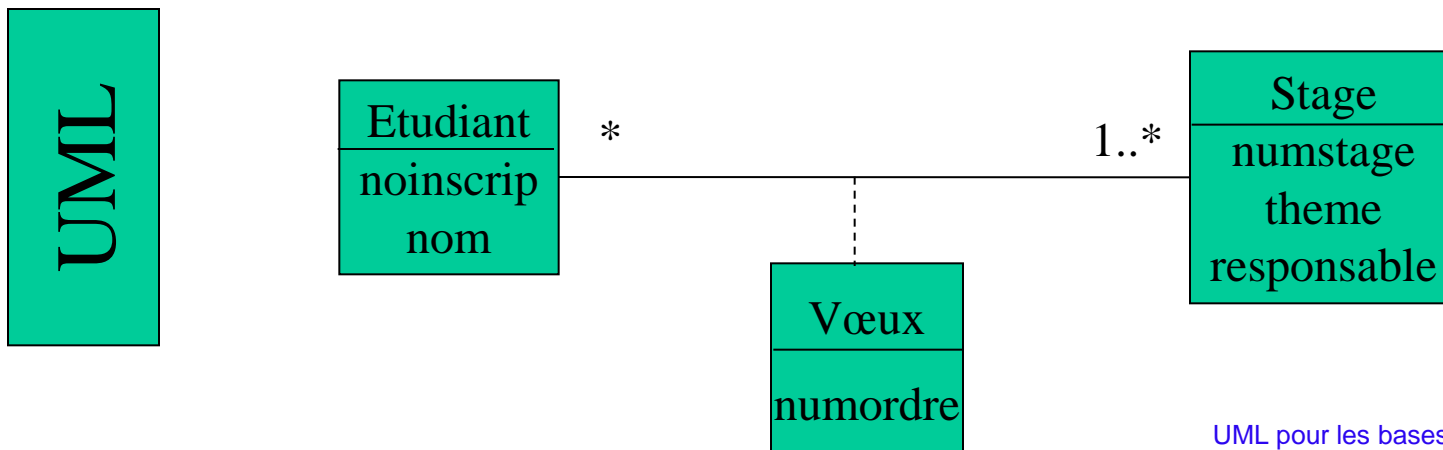 UML
Etudiant
noinscrip
nom
*
1..*
Stage
numstage
theme
responsable
Vœux
numordre
UML pour les bases